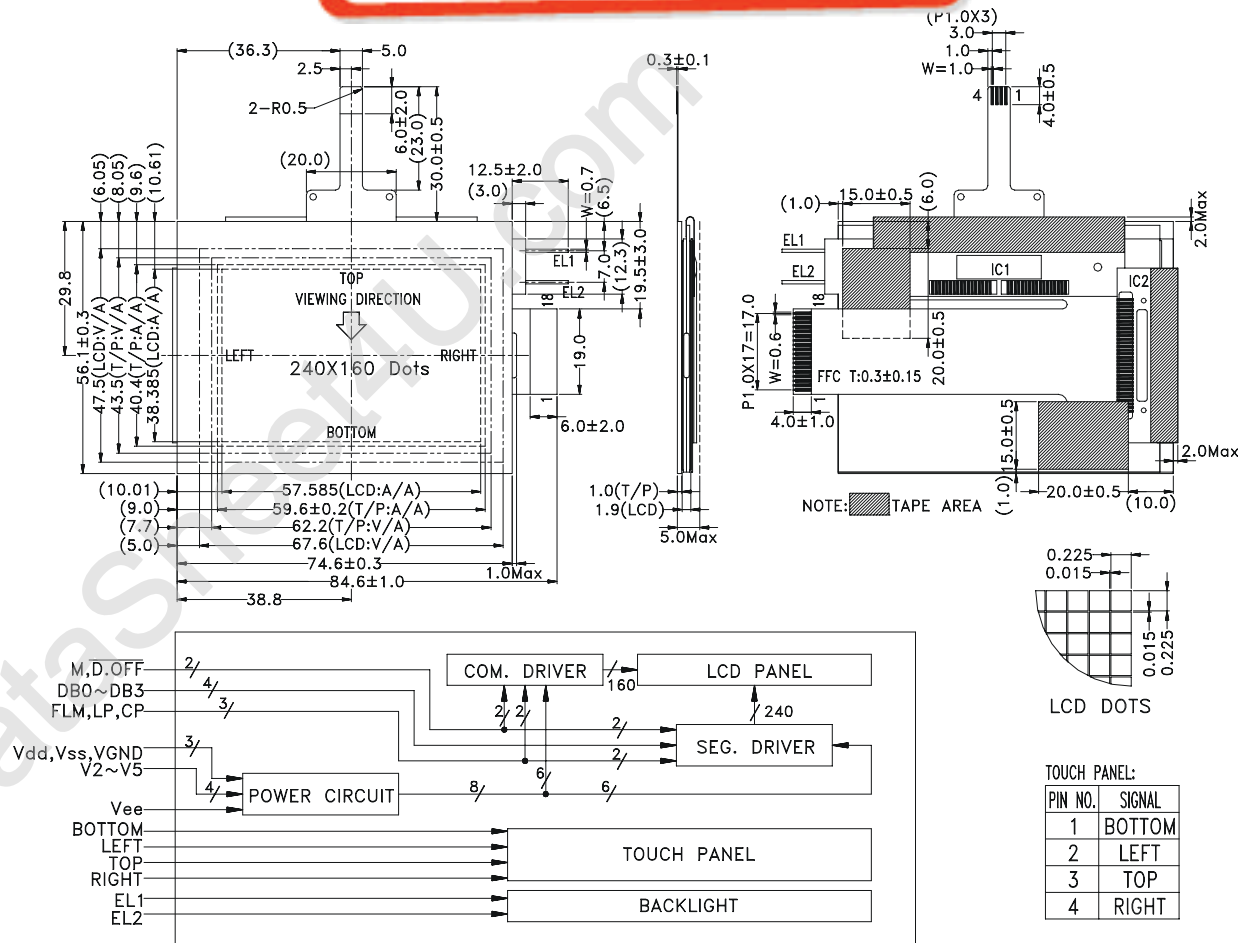 (P1.0X3)
3.0
1.0
W=1.0
4
1
4.0±0.5
(36.3)
5.0
2.5
2-R0.5
6.0±2.0
(23.0)
30.0±0.5
(20.0)
12.5±2.0
(3.0)
W=0.7
(6.5)
0.3±0.1
(6.05)
(8.05)
(9.6)
(10.61)
29.8
56.1±0.3
47.5(LCD:V/A)
43.5(T/P:V/A)
40.4(T/P:A/A)
38.385(LCD:A/A)
TOP
VIEWING DIRECTION
LEFT
RIGHT
240X160 Dots
BOTTOM
EL1
EL2
7.0
(12.3)
19.5±3.0
18
19.0
1
6.0±2.0
(10.01)
57.585(LCD:A/A)
(9.0)
59.6±0.2(T/P:A/A)
(7.7)
62.2(T/P:V/A)
(5.0)
67.6(LCD:V/A)
74.6±0.3
1.0Max
84.6±1.0
38.8
1.0(T/P)
1.9(LCD)
5.0Max
(1.0)
15.0±0.5
(6.0)
2.0Max
EL1
EL2
IC1
IC2
18
P1.0X17=17.0
W=0.6
FFC T:0.3±0.15
20.0±0.5
1
4.0±1.0
15.0±0.5
(1.0)
2.0Max
20.0±0.5
(10.0)
NOTE:
TAPE AREA
0.225
0.015
0.015
0.225
LCD DOTS
M,D.OFF
2
DB0~DB3
4
FLM,LP,CP
3
Vdd,Vss,VGND
3
V2~V5
4
Vee
POWER CIRCUIT
8
6
6
COM. DRIVER
160
LCD PANEL
2
2
2
240
SEG. DRIVER
2
BOTTOM
LEFT
TOP
RIGHT
TOUCH PANEL
EL1
EL2
BACKLIGHT
TOUCH PANEL:
PIN NO. SIGNAL
1 BOTTOM
2 LEFT
3 TOP
4 RIGHT
DataSheet4U.com